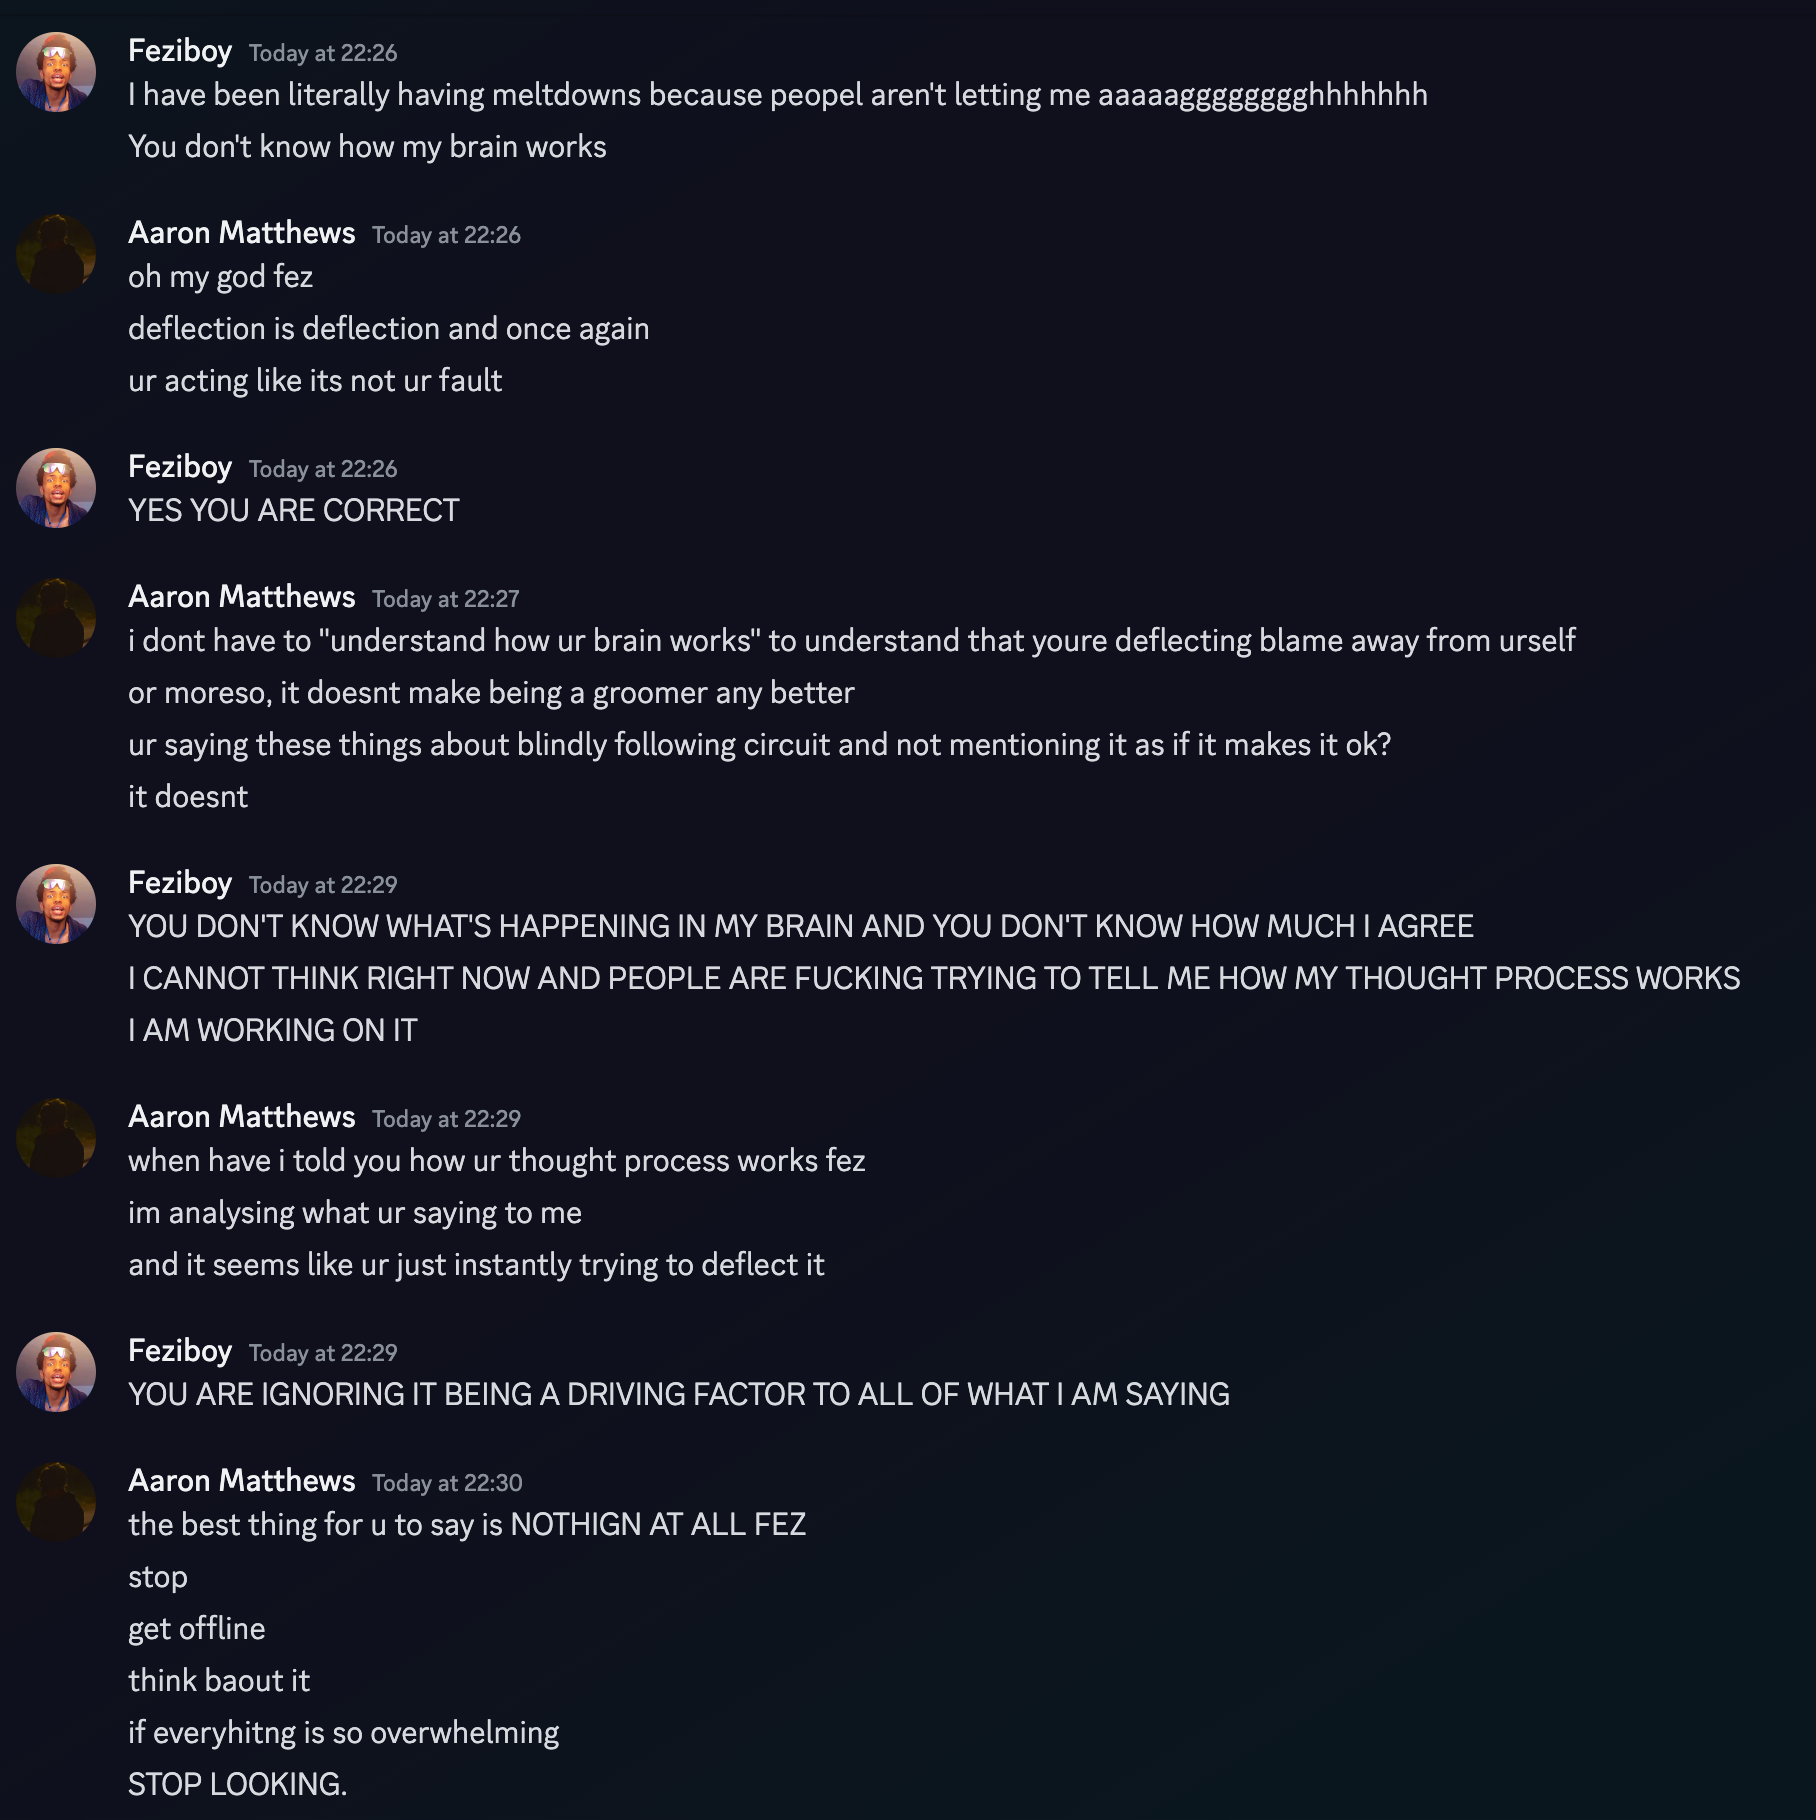 Feziboy Today at 22:26
I have been literally having meltdowns because peopel aren't letting me aaaaagggggggghhhhhhh
You don't know how my brain works
Aaron Matthews Today at 22:26
oh my god fez
deflection is deflection and once again
ur acting like its not ur fault
Feziboy Today at 22:26
YES YOU ARE CORRECT
Aaron Matthews Today at 22:27
i dont have to "understand how ur brain works" to understand that youre deflecting blame away from urself
or moreso, it doesnt make being a groomer any better
ur saying these things about blindly following circuit and not mentioning it as if it makes it ok?
it doesnt
Feziboy Today at 22:29
YOU DON'T KNOW WHAT'S HAPPENING IN MY BRAIN AND YOU DON'T KNOW HOW MUCH I AGREE
I CANNOT THINK RIGHT NOW AND PEOPLE ARE FUCKING TRYING TO TELL ME HOW MY THOUGHT PROCESS WORKS
I AM WORKING ON IT
Aaron Matthews Today at 22:29
when have i told you how ur thought process works fez
im analysing what ur saying to me
and it seems like ur just instantly trying to deflect it
Feziboy Today at 22:29
YOU ARE IGNORING IT BEING A DRIVING FACTOR TO ALL OF WHAT I AM SAYING
Aaron Matthews Today at 22:30
the best thing for u to say is NOTHIGN AT ALL FEZ
stop
get offline
think baout it
if everyhitng is so overwhelming
STOP LOOKING.